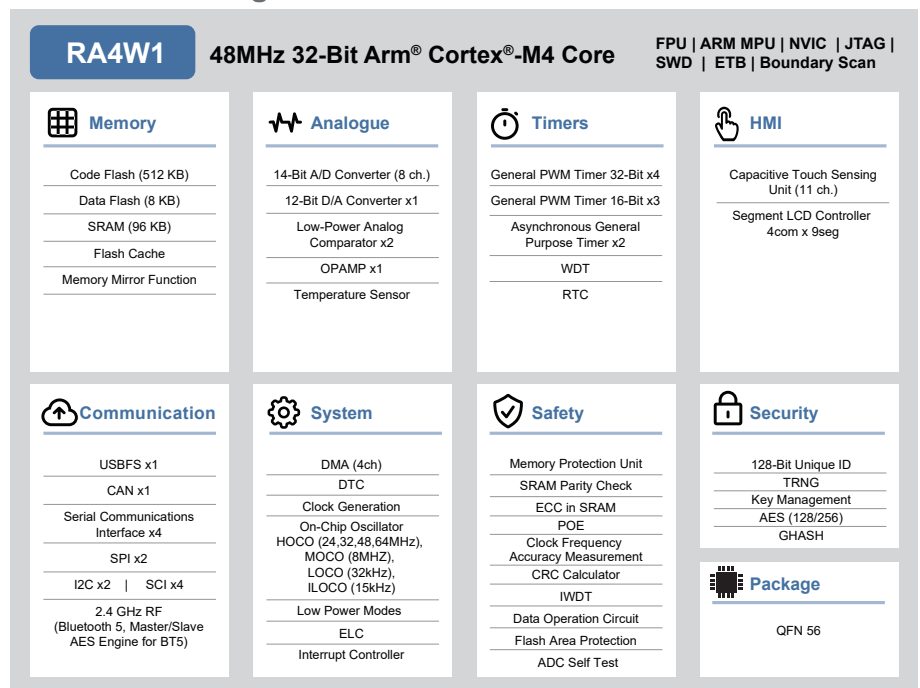 RA4W1
48MHz 32-Bit Arm® Cortex®-M4 Core
FPU | ARM MPU | NVIC | JTAG |
SWD | ETB | Boundary Scan
Memory
Code Flash (512 KB)
Data Flash (8 KB)
SRAM (96 KB)
Flash Cache
Memory Mirror Function
Analogue
14-Bit A/D Converter (8 ch.)
12-Bit D/A Converter x1
Low-Power Analog
Comparator x2
OPAMP x1
Temperature Sensor
Timers
General PWM Timer 32-Bit x4
General PWM Timer 16-Bit x3
Asynchronous General
Purpose Timer x2
WDT
RTC
HMI
Capacitive Touch Sensing
Unit (11 ch.)
Segment LCD Controller
4com x 9seg
Communication
USBFS x1
CAN x1
Serial Communications
Interface x4
SPI x2
I2C x2 | SCI x4
2.4 GHz RF
(Bluetooth 5, Master/Slave
AES Engine for BT5)
System
DMA (4ch)
DTC
Clock Generation
On-Chip Oscillator
HOCO (24,32,48,64MHz),
MOCO (8MHZ),
LOCO (32kHz),
ILOCO (15kHz)
Low Power Modes
ELC
Interrupt Controller
Safety
Memory Protection Unit
SRAM Parity Check
ECC in SRAM
POE
Clock Frequency
Accuracy Measurement
CRC Calculator
IWDT
Data Operation Circuit
Flash Area Protection
ADC Self Test
Security
128-Bit Unique ID
TRNG
Key Management
AES (128/256)
GHASH
Package
QFN 56